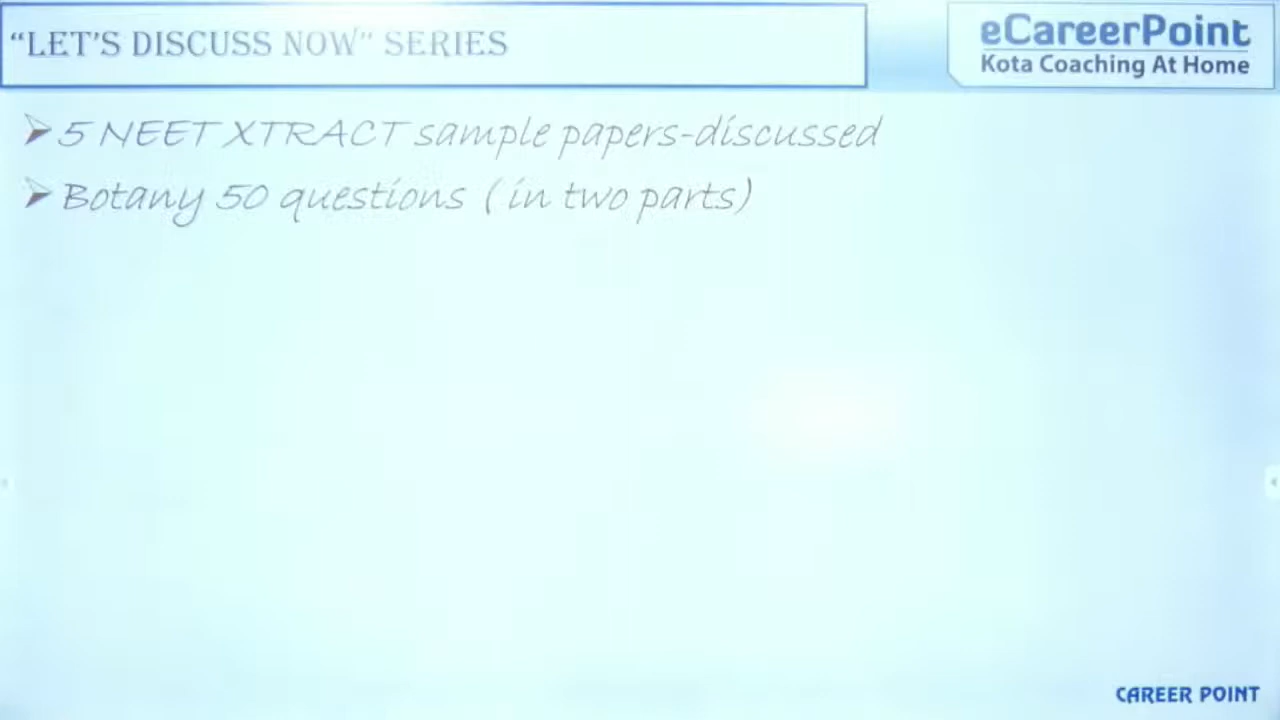 “LET’S DISCUSS NOW” SERIES
eCareerPoint
Kota Coaching At Home
➢ 5 NEET XTRACT sample papers-discussed
➢ Botany 50 questions ( in two parts)
CAREER POINT